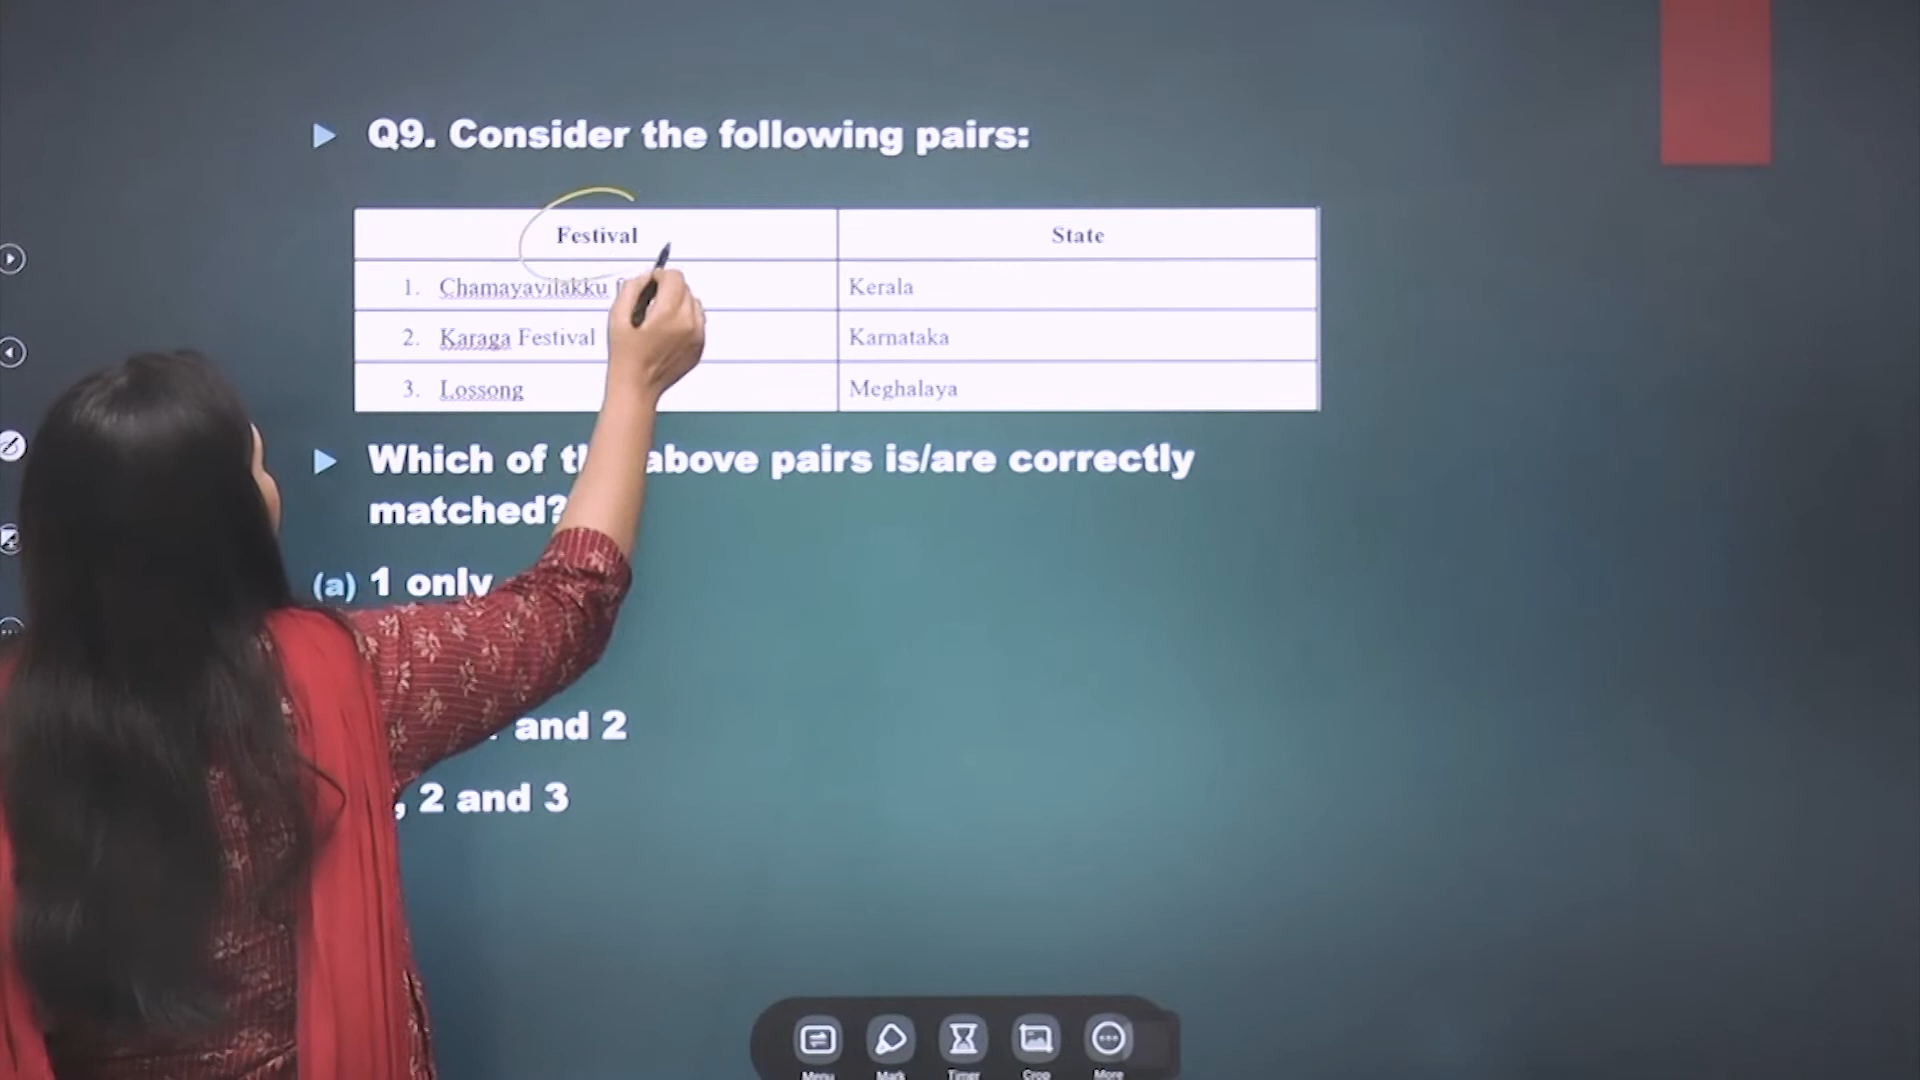 Q9. Consider the following pairs:
Festival State
1. Chamayavilakku Kerala
2. Karaga Festival Karnataka
3. Lossong Meghalaya
Which of above pairs is/are correctly
matched?
(a) 1 only
and 2
, 2 and 3
Menu Mark Timer Crop More